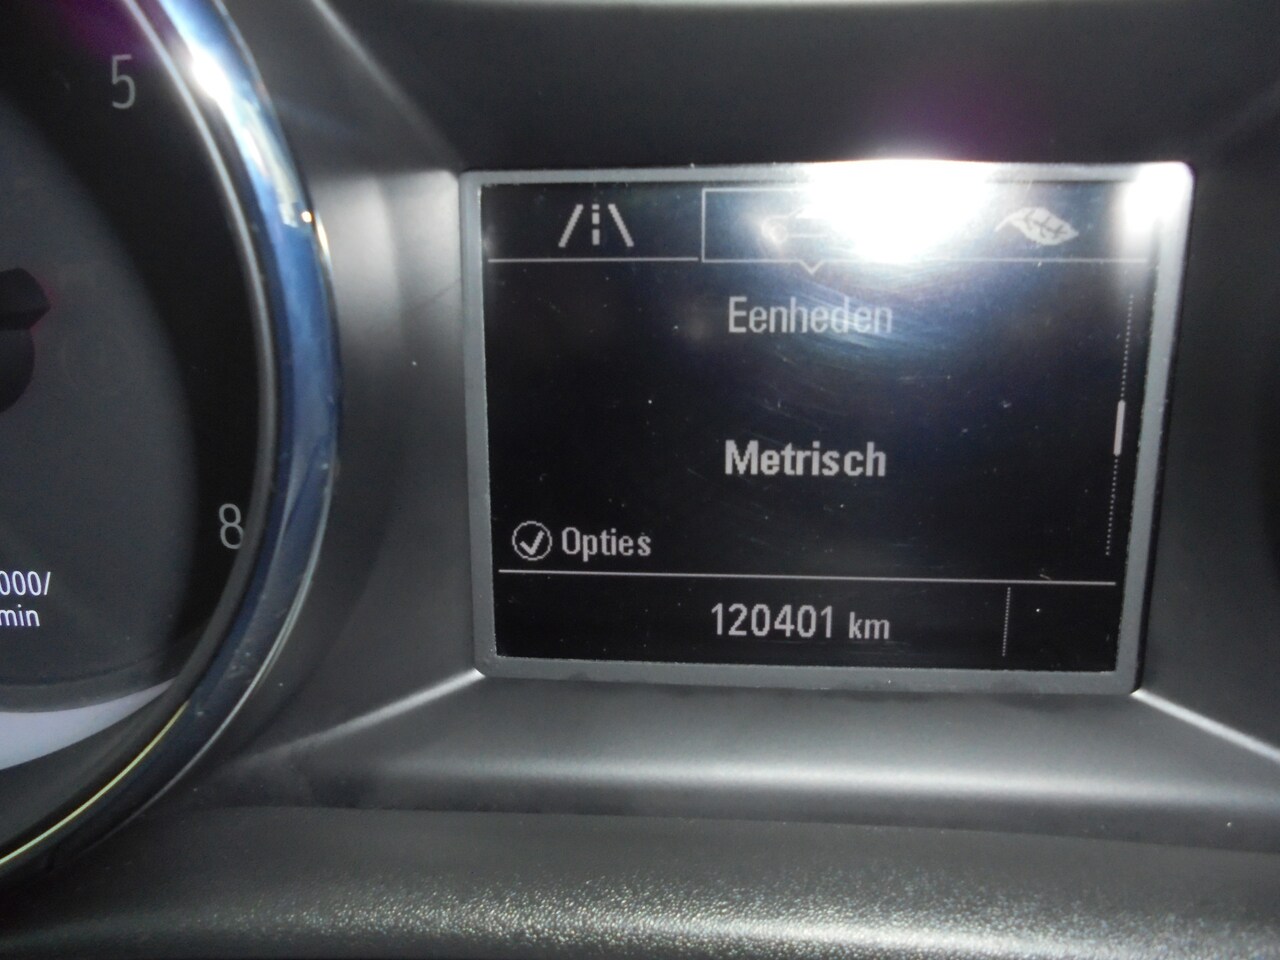 5
8
000/
min
Eenheden
Metrisch
Opties
120401 km